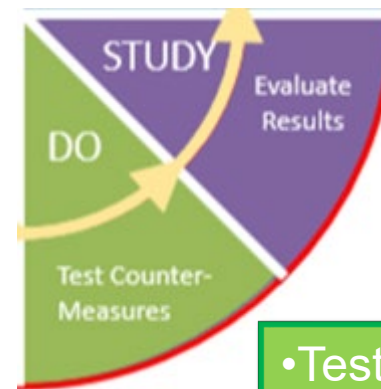 STUDY
Evaluate
Results
DO
Test Counter-
Measures
•Test